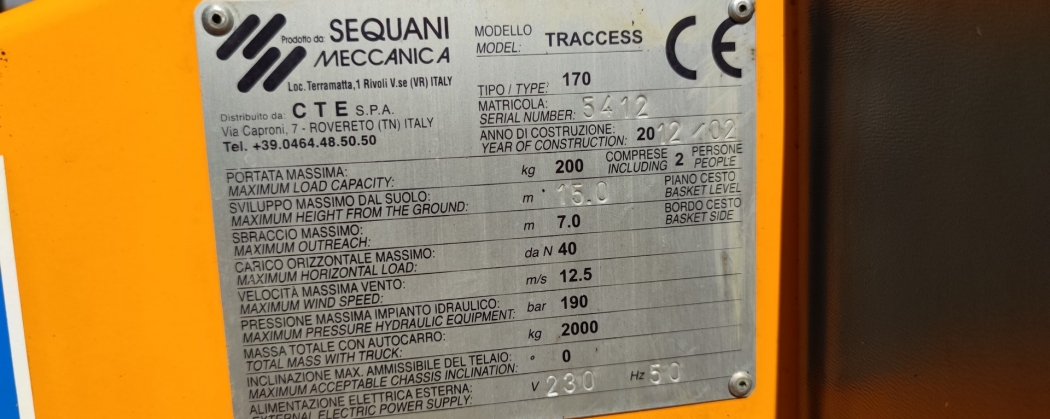 Prodotto da: SEQUANI
MECCANICA
Loc. Terramatta,1 Rivoli V.se (VR) ITALY
Distribuito da: CTE S.P.A.
Via Caproni, 7 - ROVERETO (TN) ITALY
Tel. +39.0464.48.50.50
MODELLO
MODEL: TRACCESS
CE
TIPO / TYPE: 170
MATRICOLA:
SERIAL NUMBER: 5412
ANNO DI COSTRUZIONE:
YEAR OF CONSTRUCTION: 2012 /02
PORTATA MASSIMA:
MAXIMUM LOAD CAPACITY: kg 200 COMPRESE INCLUDING 2 PERSONE PEOPLE
SVILUPPO MASSIMO DAL SUOLO:
MAXIMUM HEIGHT FROM THE GROUND: m 15.0 PIANO CESTO BASKET LEVEL
SBRACCIO MASSIMO:
MAXIMUM OUTREACH: m 7.0 BORDO CESTO BASKET SIDE
CARICO ORIZZONTALE MASSIMO:
MAXIMUM HORIZONTAL LOAD: da N 40
VELOCITÀ MASSIMA VENTO:
MAXIMUM WIND SPEED: m/s 12.5
PRESSIONE MASSIMA IMPIANTO IDRAULICO:
MAXIMUM PRESSURE HYDRAULIC EQUIPMENT: bar 190
MASSA TOTALE CON AUTOCARRO:
TOTAL MASS WITH TRUCK: kg 2000
INCLINAZIONE MAX. AMMISSIBILE DEL TELAIO:
MAXIMUM ACCEPTABLE CHASSIS INCLINATION: ° 0
ALIMENTAZIONE ELETTRICA ESTERNA:
EXTERNAL ELECTRIC POWER SUPPLY: V 230 Hz 50